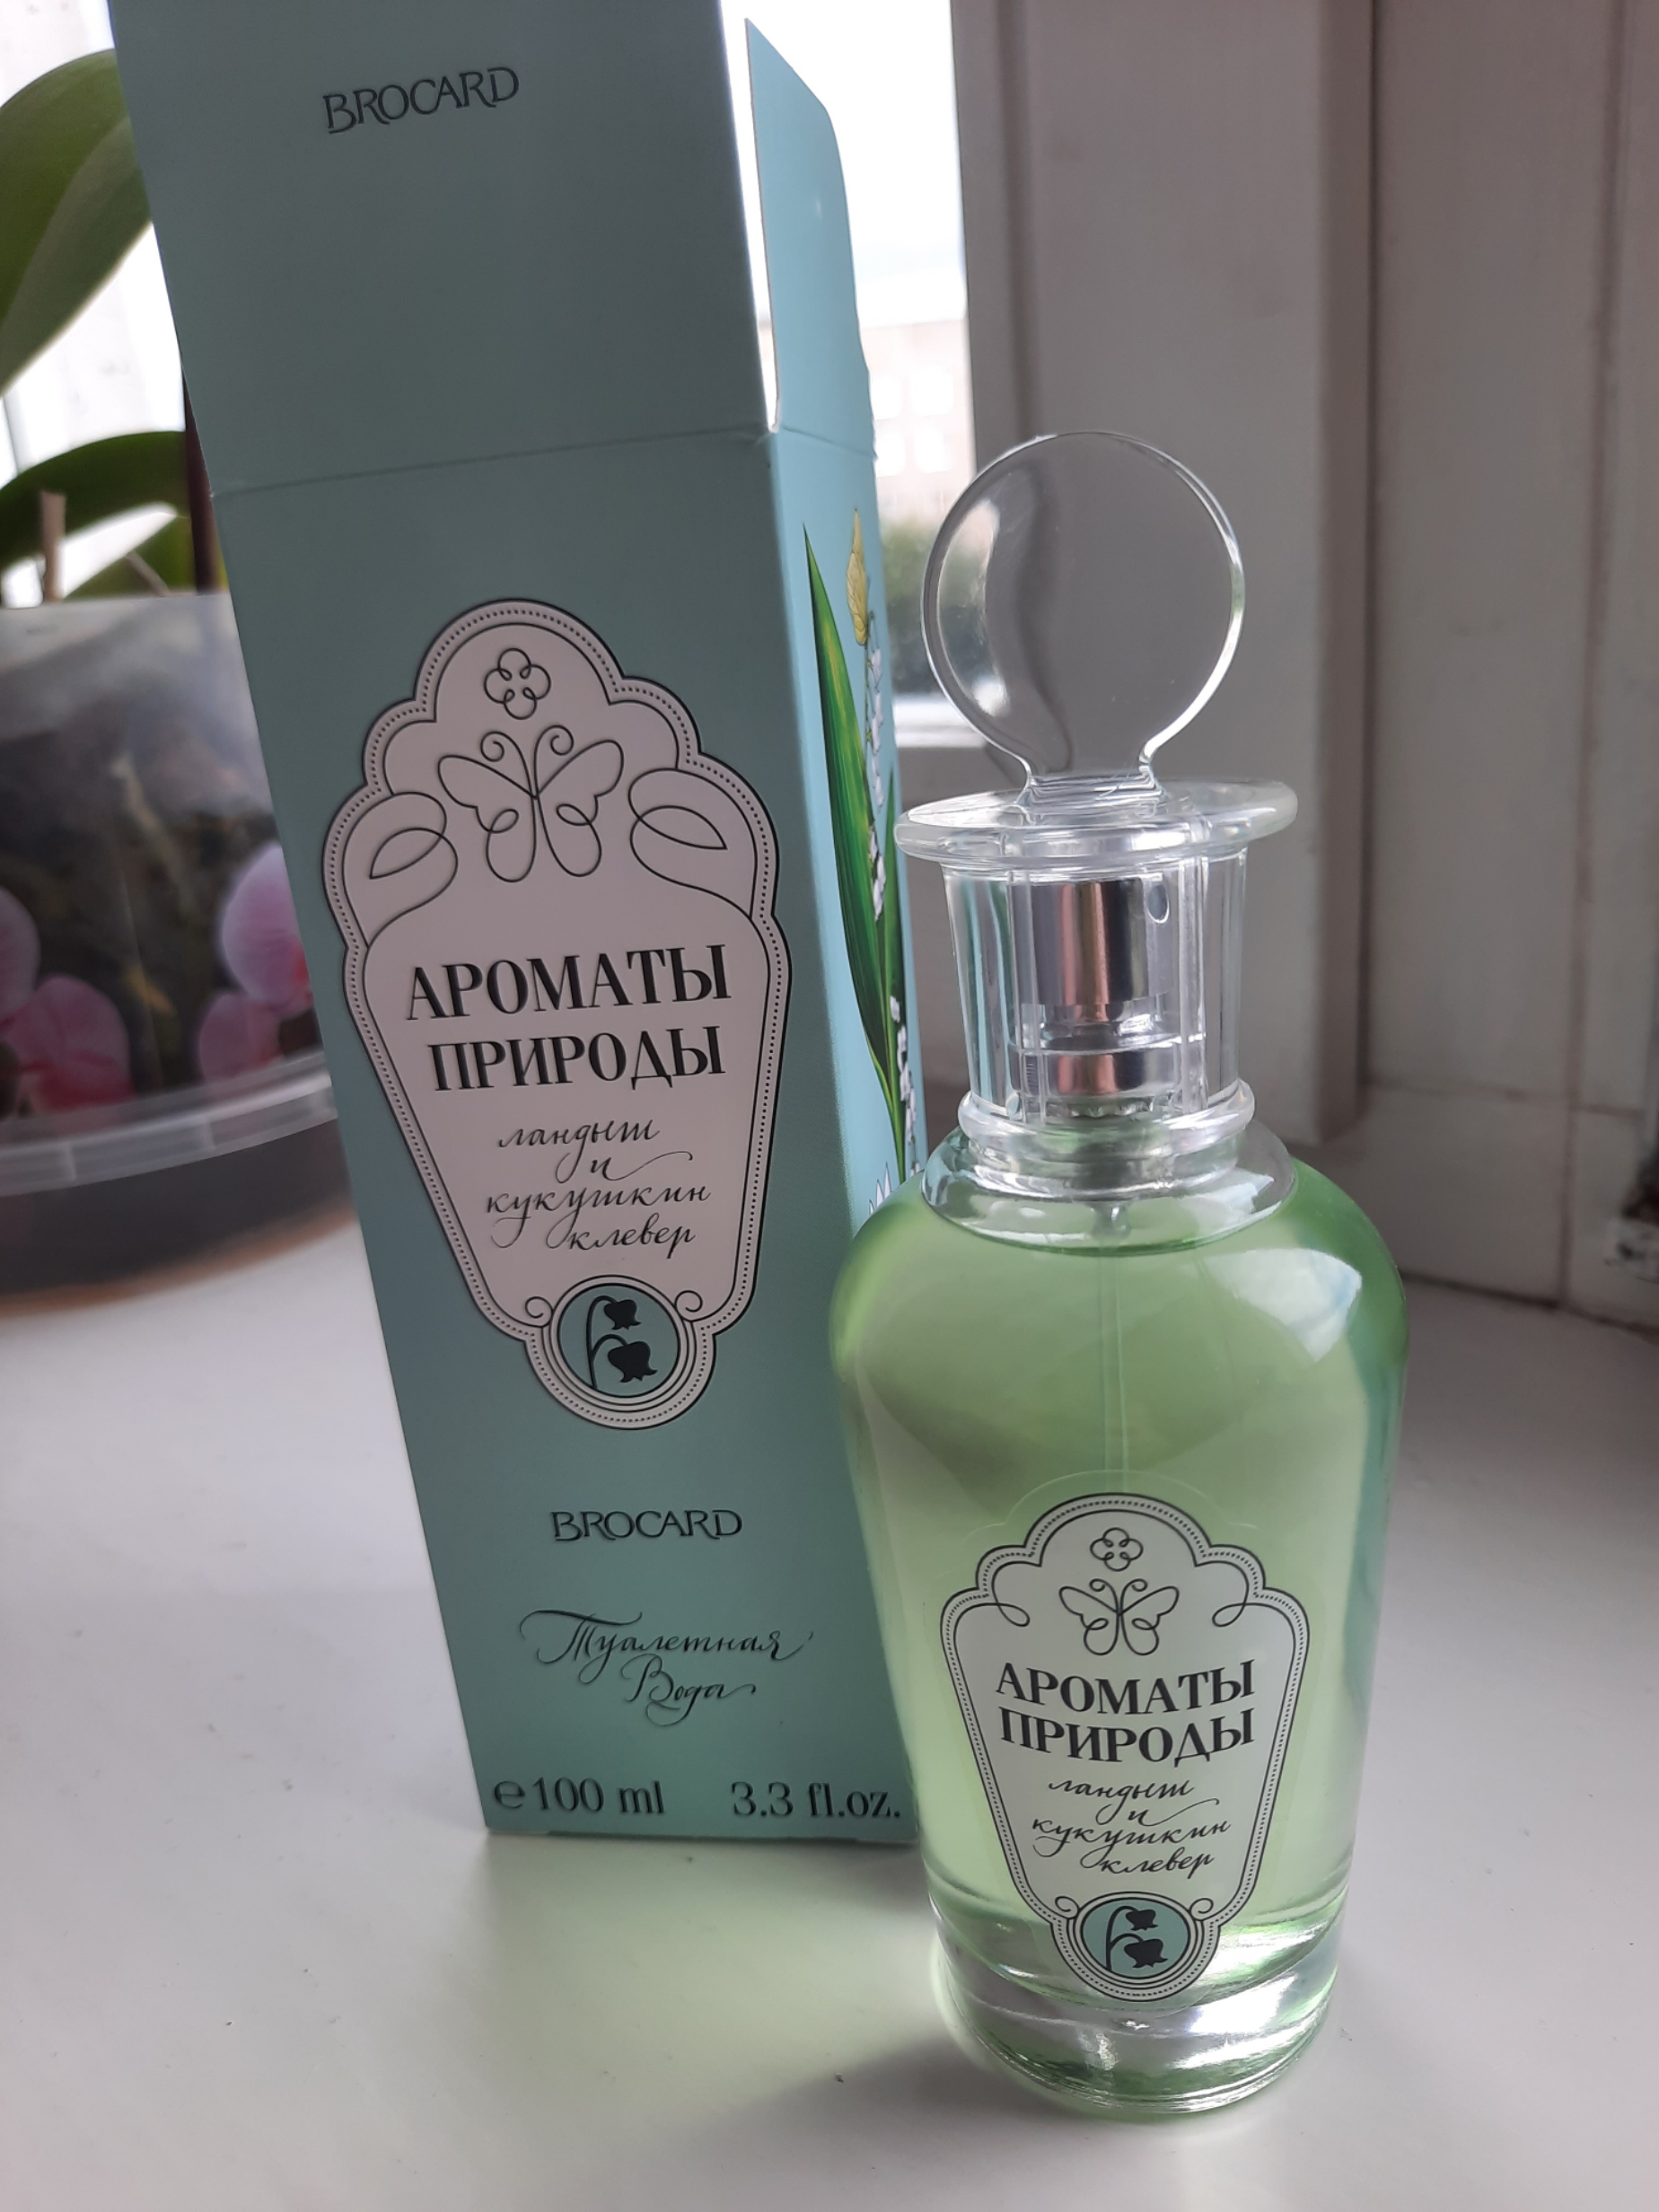 BROCARD
АРОМАТЫ
ПРИРОДЫ
ландыш
и
кукушкин
клевер
BROCARD
Туалетная
Вода
℮100 ml 3.3 fl.oz.
АРОМАТЫ
ПРИРОДЫ
ландыш
и
кукушкин
клевер